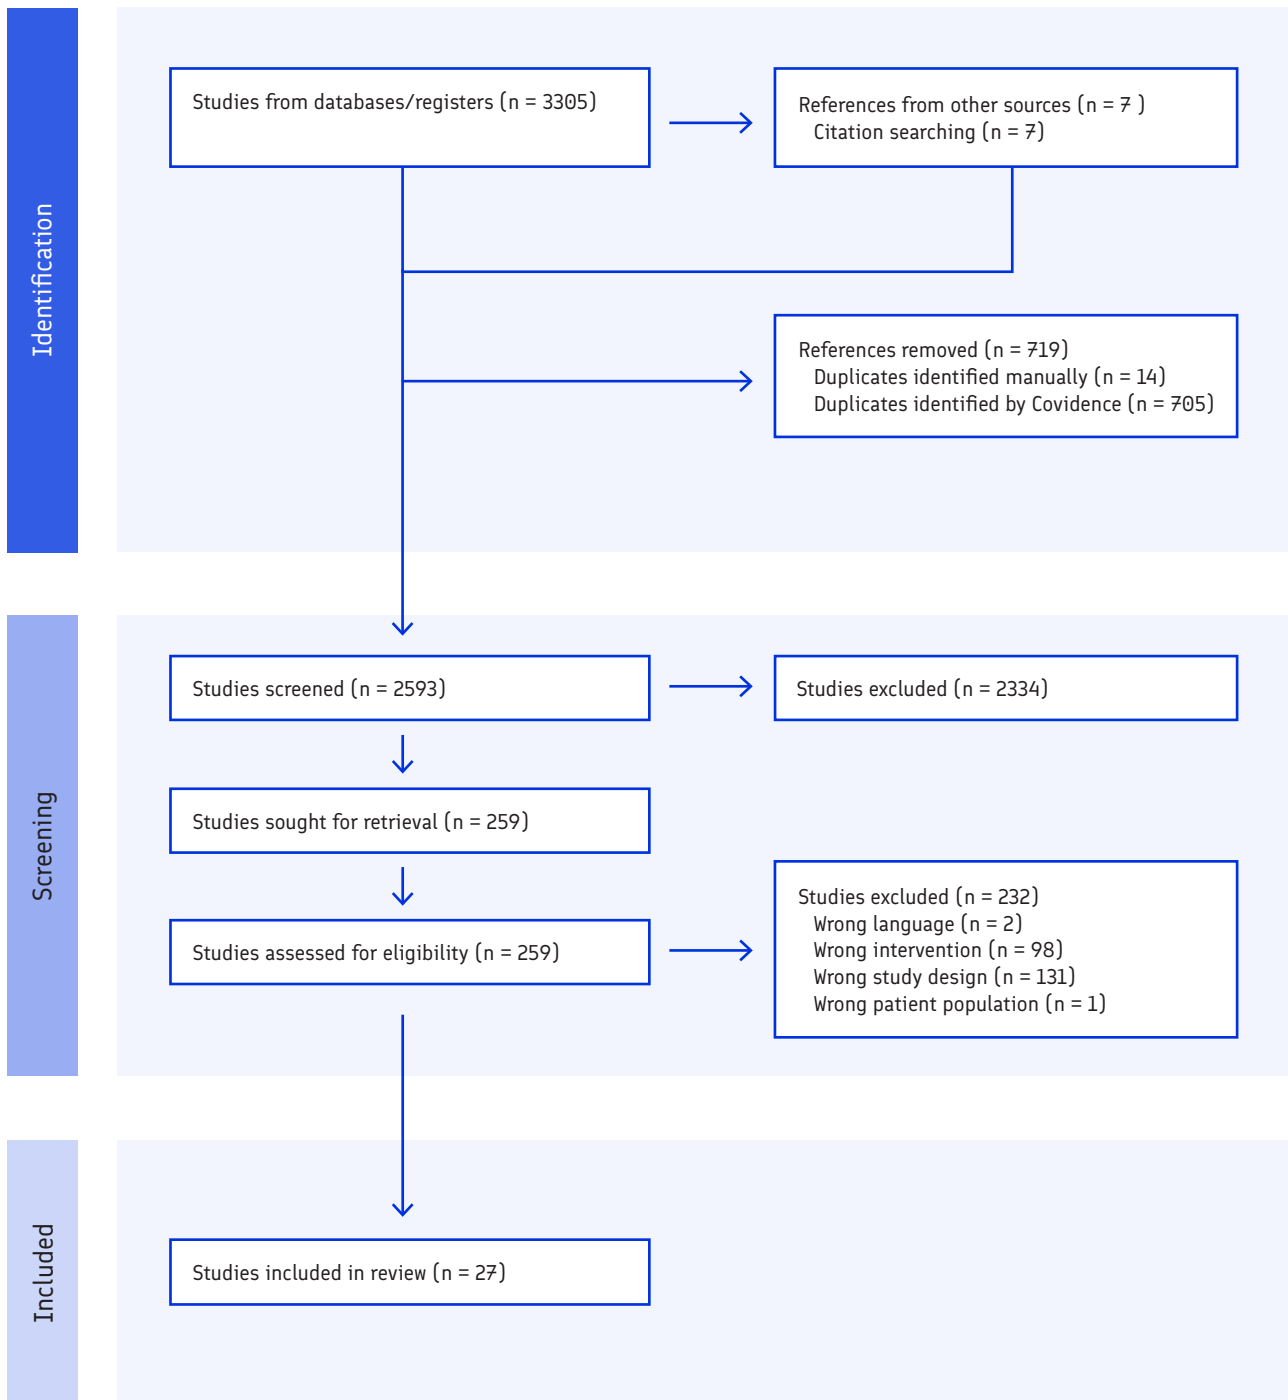 Identification
Studies from databases/registers (n = 3305)
References from other sources (n = 7 )
Citation searching (n = 7)
References removed (n = 719)
Duplicates identified manually (n = 14)
Duplicates identified by Covidence (n = 705)
Screening
Studies screened (n = 2593)
Studies excluded (n = 2334)
Studies sought for retrieval (n = 259)
Studies assessed for eligibility (n = 259)
Studies excluded (n = 232)
Wrong language (n = 2)
Wrong intervention (n = 98)
Wrong study design (n = 131)
Wrong patient population (n = 1)
Included
Studies included in review (n = 27)